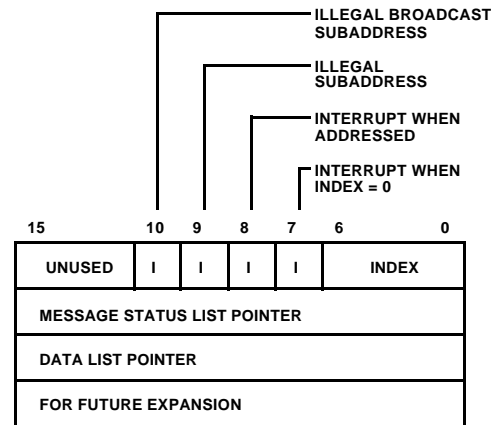 ILLEGAL BROADCAST
SUBADDRESS
ILLEGAL
SUBADDRESS
INTERRUPT WHEN
ADDRESSED
INTERRUPT WHEN
INDEX = 0
15 10 9 8 7 6 0
UNUSED I I I I INDEX
MESSAGE STATUS LIST POINTER
DATA LIST POINTER
FOR FUTURE EXPANSION